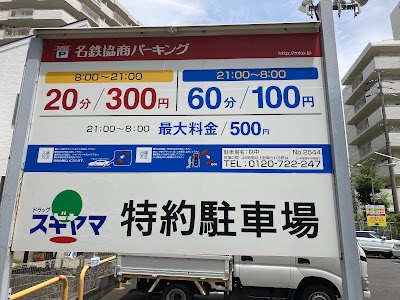 名鉄協商パーキング
http://mkp.jp
8:00〜21:00
20分/300円
21:00〜8:00
60分/100円
21:00〜8:00 最大料金/500円
No.2544
TEL:0120-722-247
ドラッグ
スギヤマ
特約駐車場